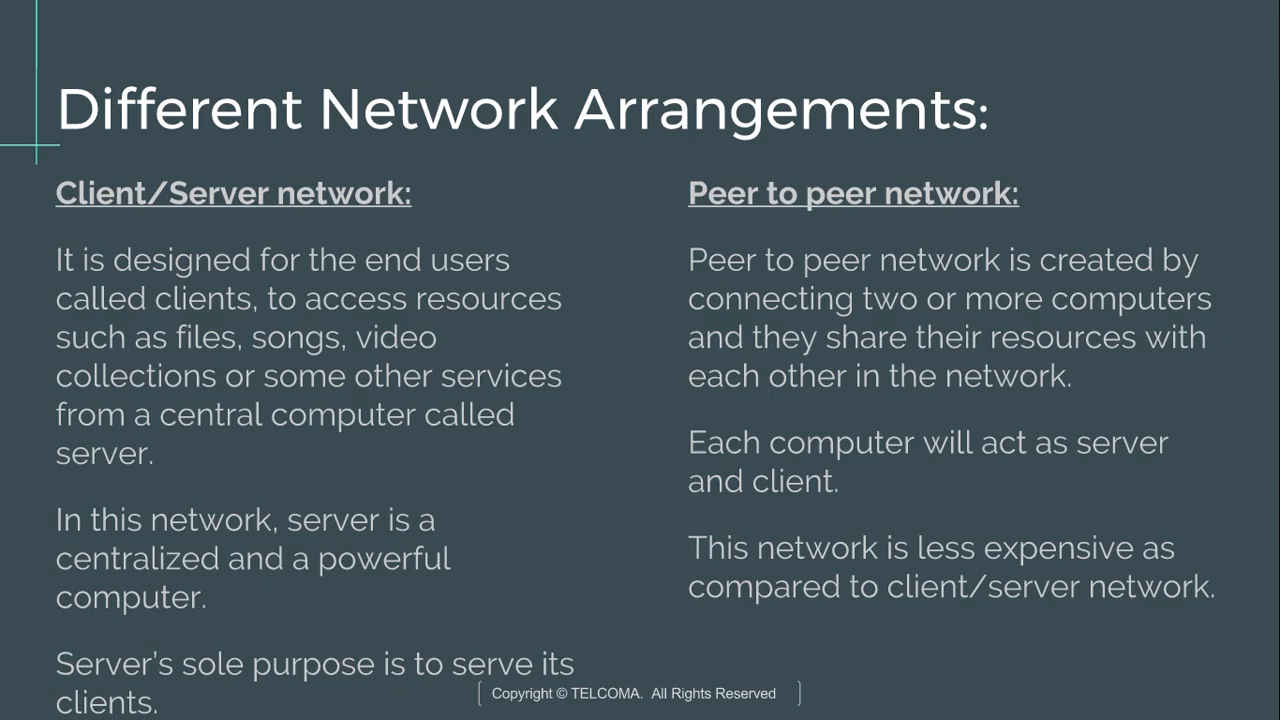 Different Network Arrangements:
Client/Server network:
It is designed for the end users
called clients, to access resources
such as files, songs, video
collections or some other services
from a central computer called
server.
In this network, server is a
centralized and a powerful
computer.
Server’s sole purpose is to serve its
clients.
Peer to peer network:
Peer to peer network is created by
connecting two or more computers
and they share their resources with
each other in the network.
Each computer will act as server
and client.
This network is less expensive as
compared to client/server network.
Copyright © TELCOMA. All Rights Reserved